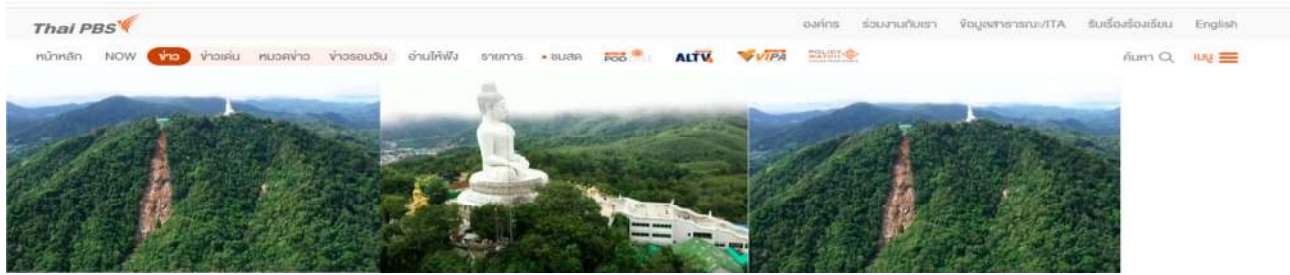 Thai PBS
องค์กร ร่วมงานกับเรา ข้อมูลสาธารณะ/ITA รับเรื่องร้องเรียน English
หน้าหลัก NOW ข่าว ข่าวเด่น หมวดข่าว ข่าวรอบวัน อ่านให้ฟัง รายการ • ชมสด ALTV VIPA POLICY WATCH ค้นหา เมนู